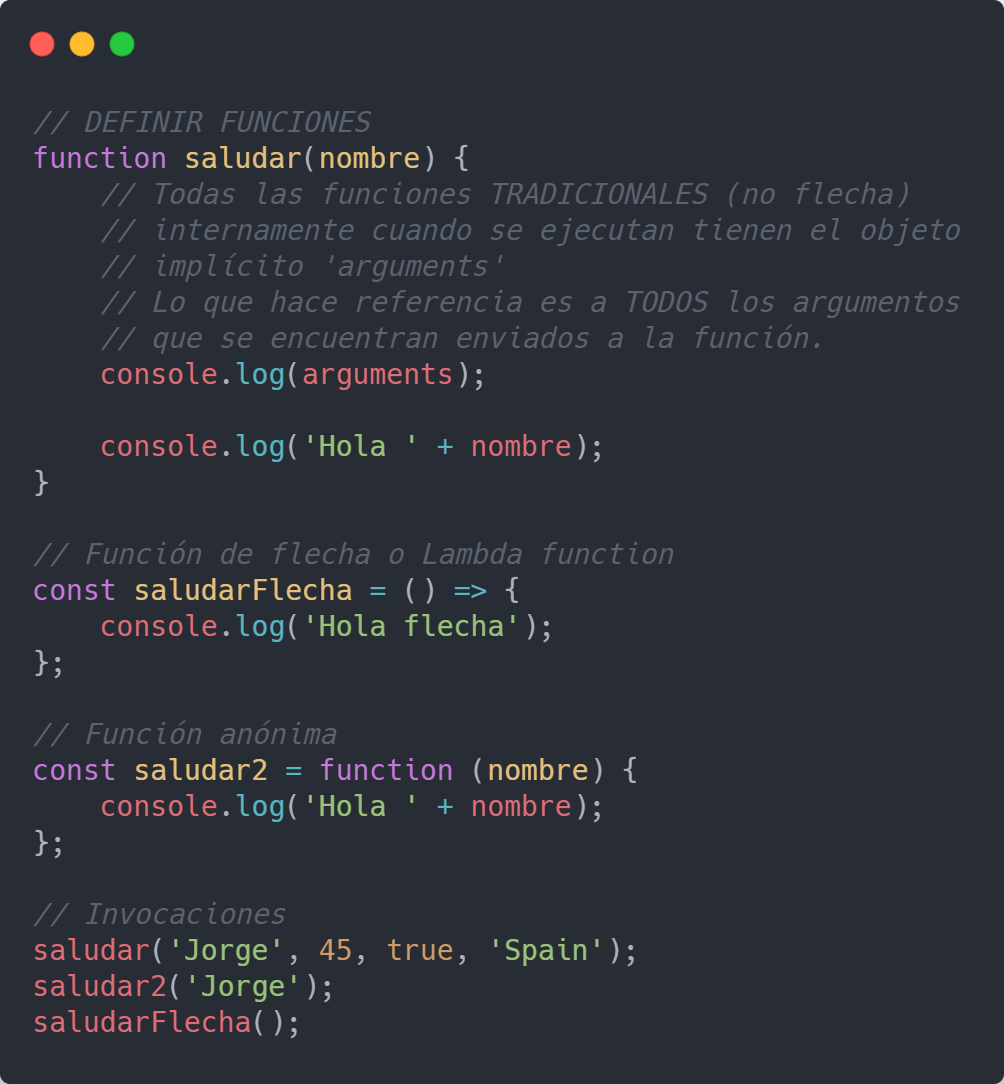 // DEFINIR FUNCIONES
function saludar(nombre) {
    // Todas las funciones TRADICIONALES (no flecha)
    // internamente cuando se ejecutan tienen el objeto
    // implícito 'arguments'
    // Lo que hace referencia es a TODOS los argumentos
    // que se encuentran enviados a la función.
    console.log(arguments);

    console.log('Hola ' + nombre);
}

// Función de flecha o Lambda function
const saludarFlecha = () => {
    console.log('Hola flecha');
};

// Función anónima
const saludar2 = function (nombre) {
    console.log('Hola ' + nombre);
};

// Invocaciones
saludar('Jorge', 45, true, 'Spain');
saludar2('Jorge');
saludarFlecha();